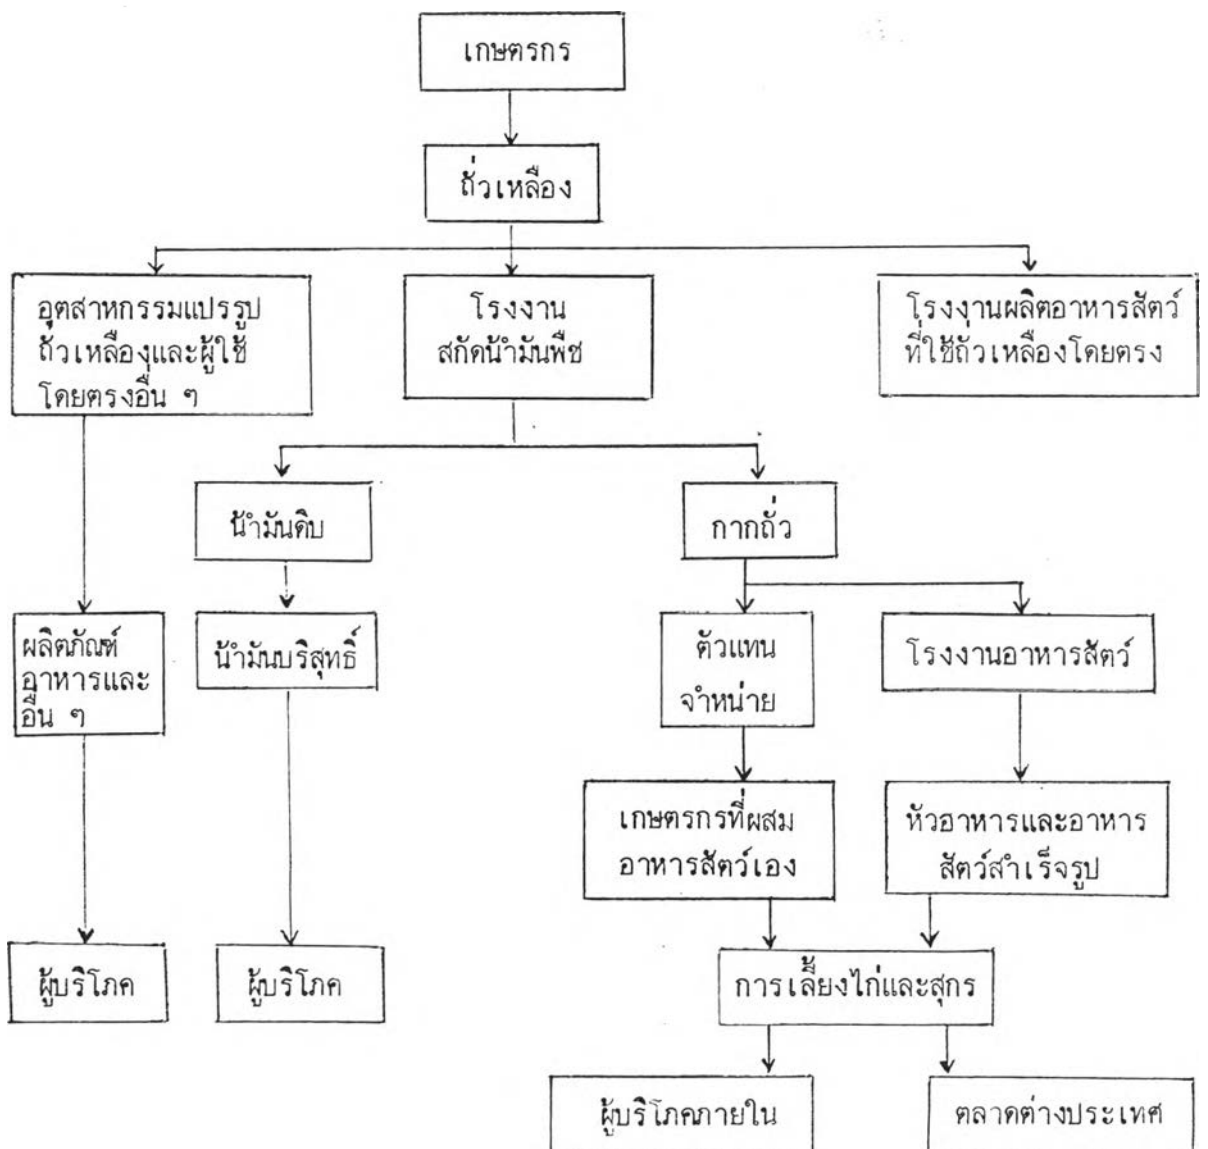 เกษตรกร
ถั่วเหลือง
อุตสาหกรรมแปรรูป
ถั่วเหลืองและผู้ใช้
โดยตรงอื่น ๆ
โรงงาน
สกัดน้ำมันพืช
โรงงานผลิตอาหารสัตว์
ที่ใช้ถั่วเหลืองโดยตรง
น้ำมันดิบ
กากถั่ว
ผลิตภัณฑ์
อาหารและ
อื่น ๆ
น้ำมันบริสุทธิ์
ตัวแทน
จำหน่าย
โรงงานอาหารสัตว์
เกษตรกรที่ผสม
อาหารสัตว์เอง
หัวอาหารและอาหาร
สัตว์สำเร็จรูป
ผู้บริโภค
ผู้บริโภค
การเลี้ยงไก่และสุกร
ผู้บริโภคภายใน
ตลาดต่างประเทศ